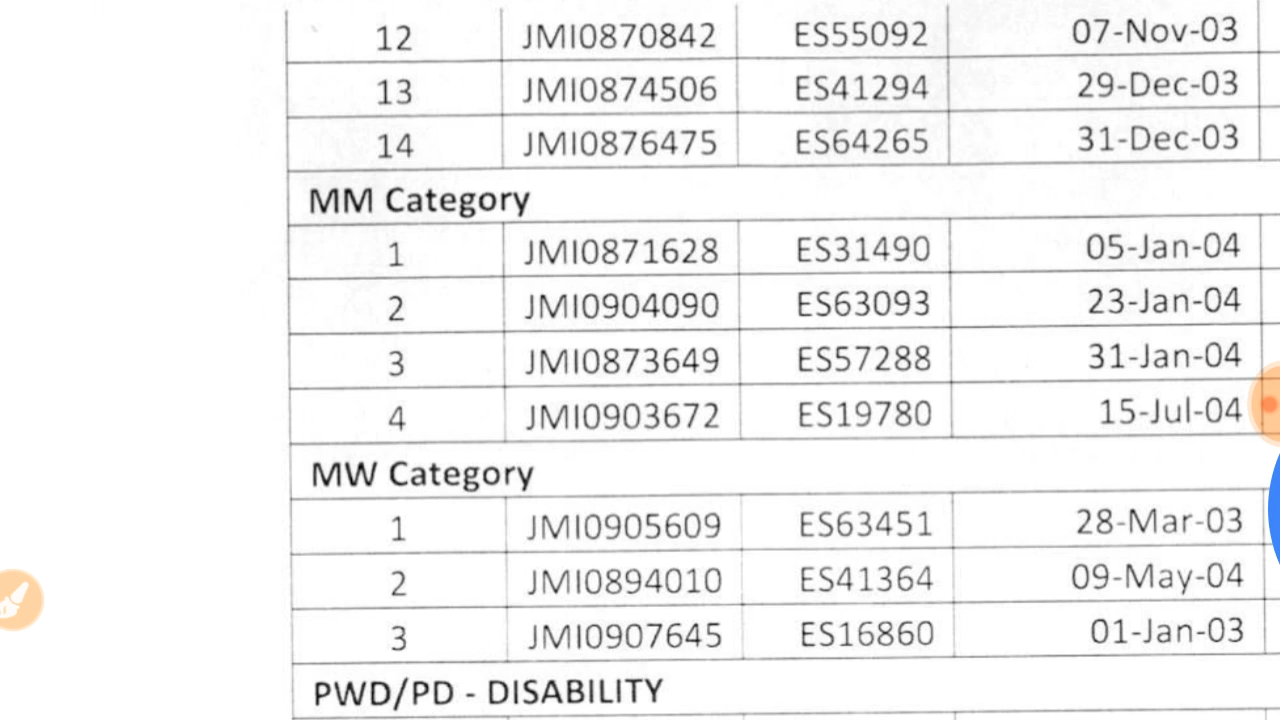 12 JMI0870842 ES55092 07-Nov-03
13 JMI0874506 ES41294 29-Dec-03
14 JMI0876475 ES64265 31-Dec-03
MM Category
1 JMI0871628 ES31490 05-Jan-04
2 JMI0904090 ES63093 23-Jan-04
3 JMI0873649 ES57288 31-Jan-04
4 JMI0903672 ES19780 15-Jul-04
MW Category
1 JMI0905609 ES63451 28-Mar-03
2 JMI0894010 ES41364 09-May-04
3 JMI0907645 ES16860 01-Jan-03
PWD/PD - DISABILITY